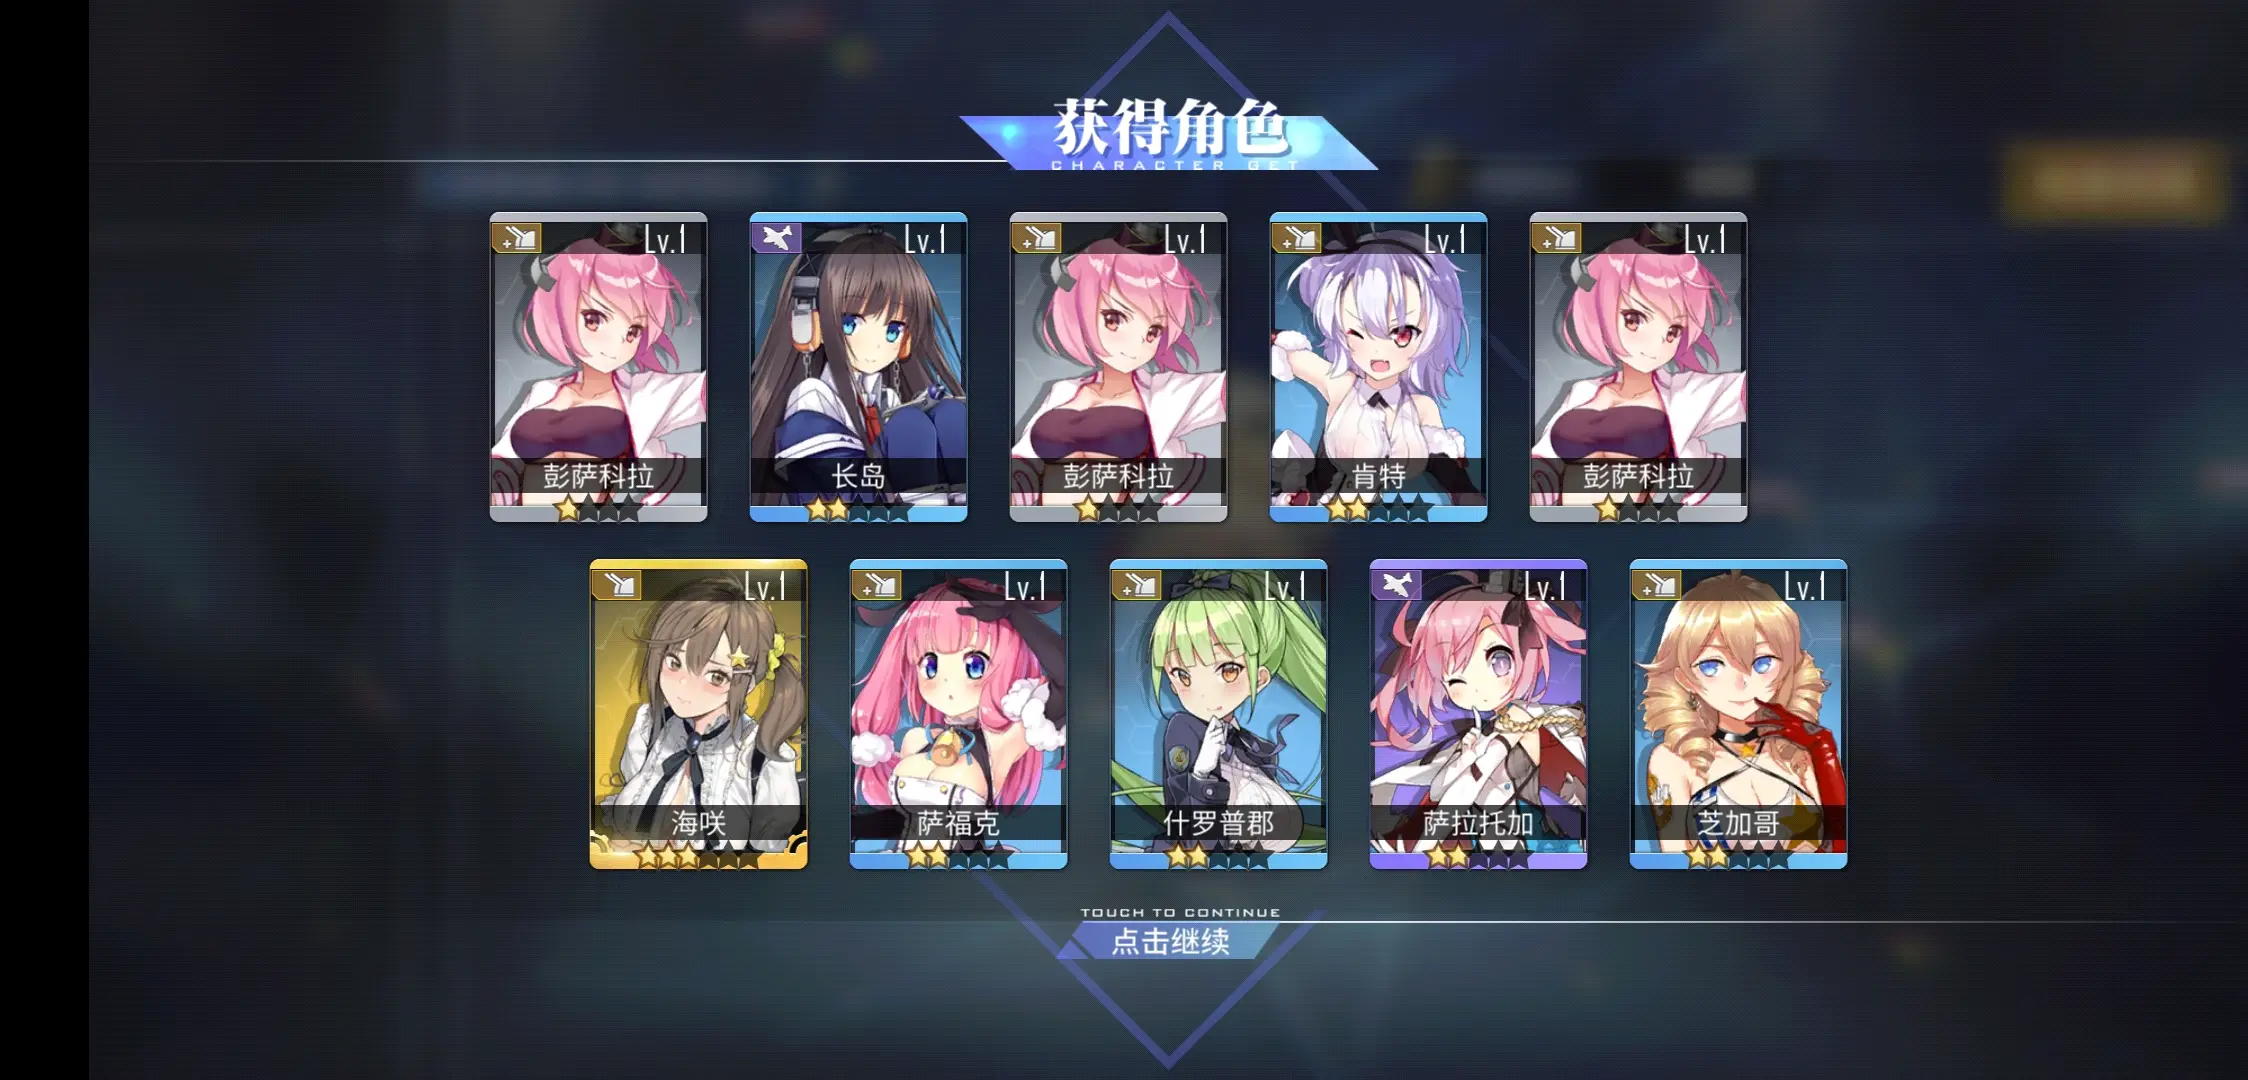 获得角色
CHARACTER GET
Lv.1
Lv.1
Lv.1
Lv.1
Lv.1
彭萨科拉
长岛
彭萨科拉
肯特
彭萨科拉
Lv.1
Lv.1
Lv.1
Lv.1
Lv.1
海咲
萨福克
什罗普郡
萨拉托加
芝加哥
TOUCH TO CONTINUE
点击继续